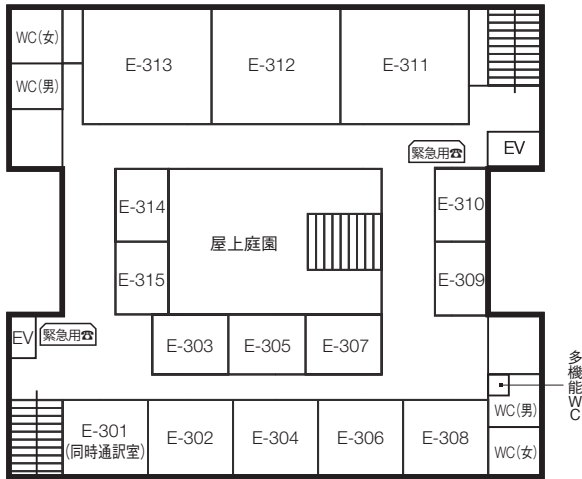 WC(女)
E-313
E-312
E-311
WC(男)
緊急用☎
EV
E-314
屋上庭園
E-310
E-315
E-309
EV
緊急用☎
E-303
E-305
E-307
多機能WC
E-301
(同時通訳室)
E-302
E-304
E-306
E-308
WC(男)
WC(女)